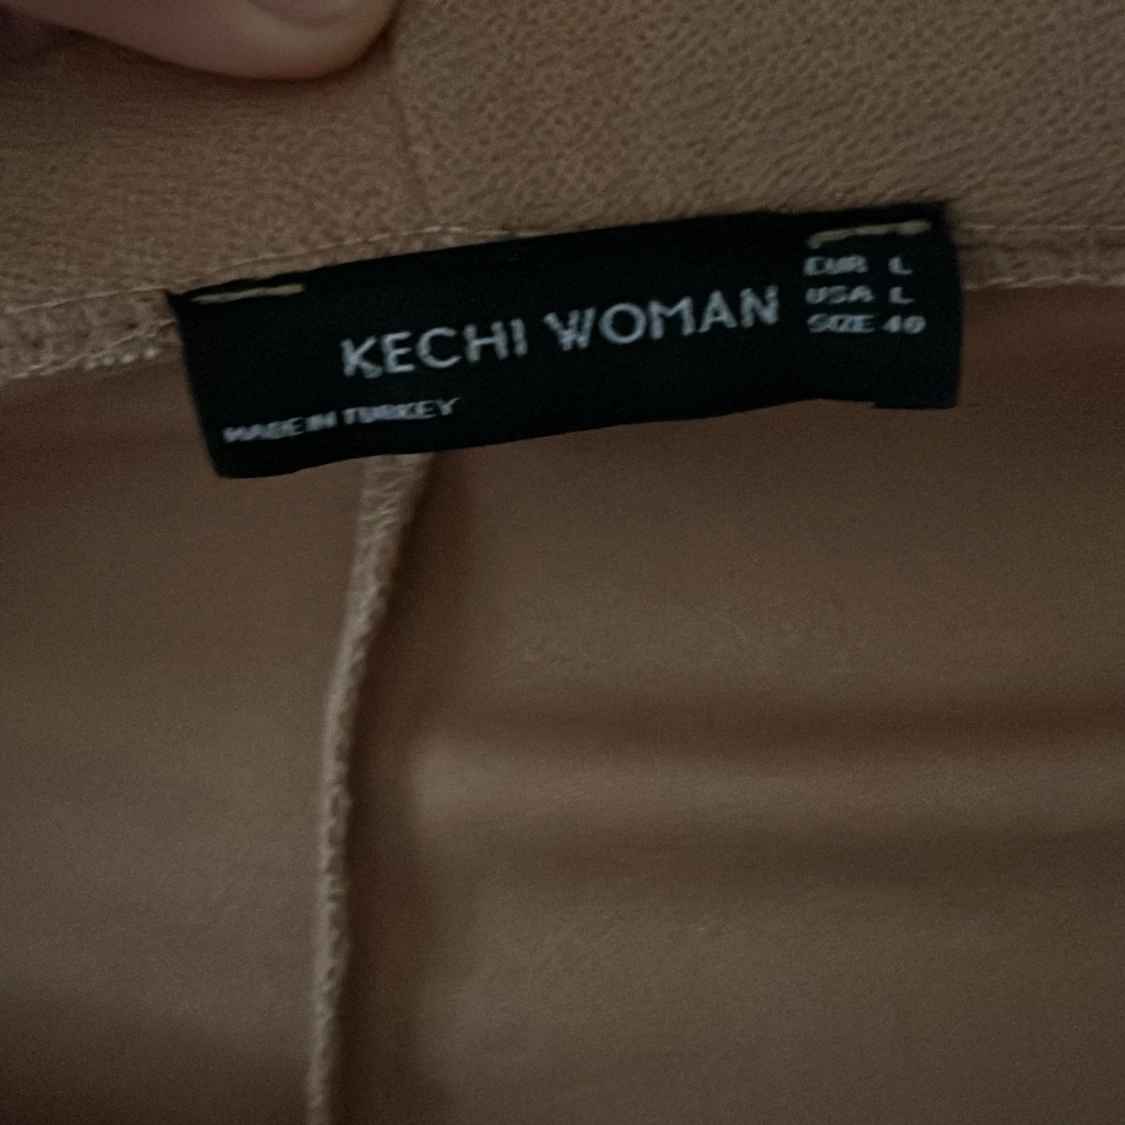 KECHI WOMAN
EUR L
USA L
SIZE 40
MADE IN TURKEY